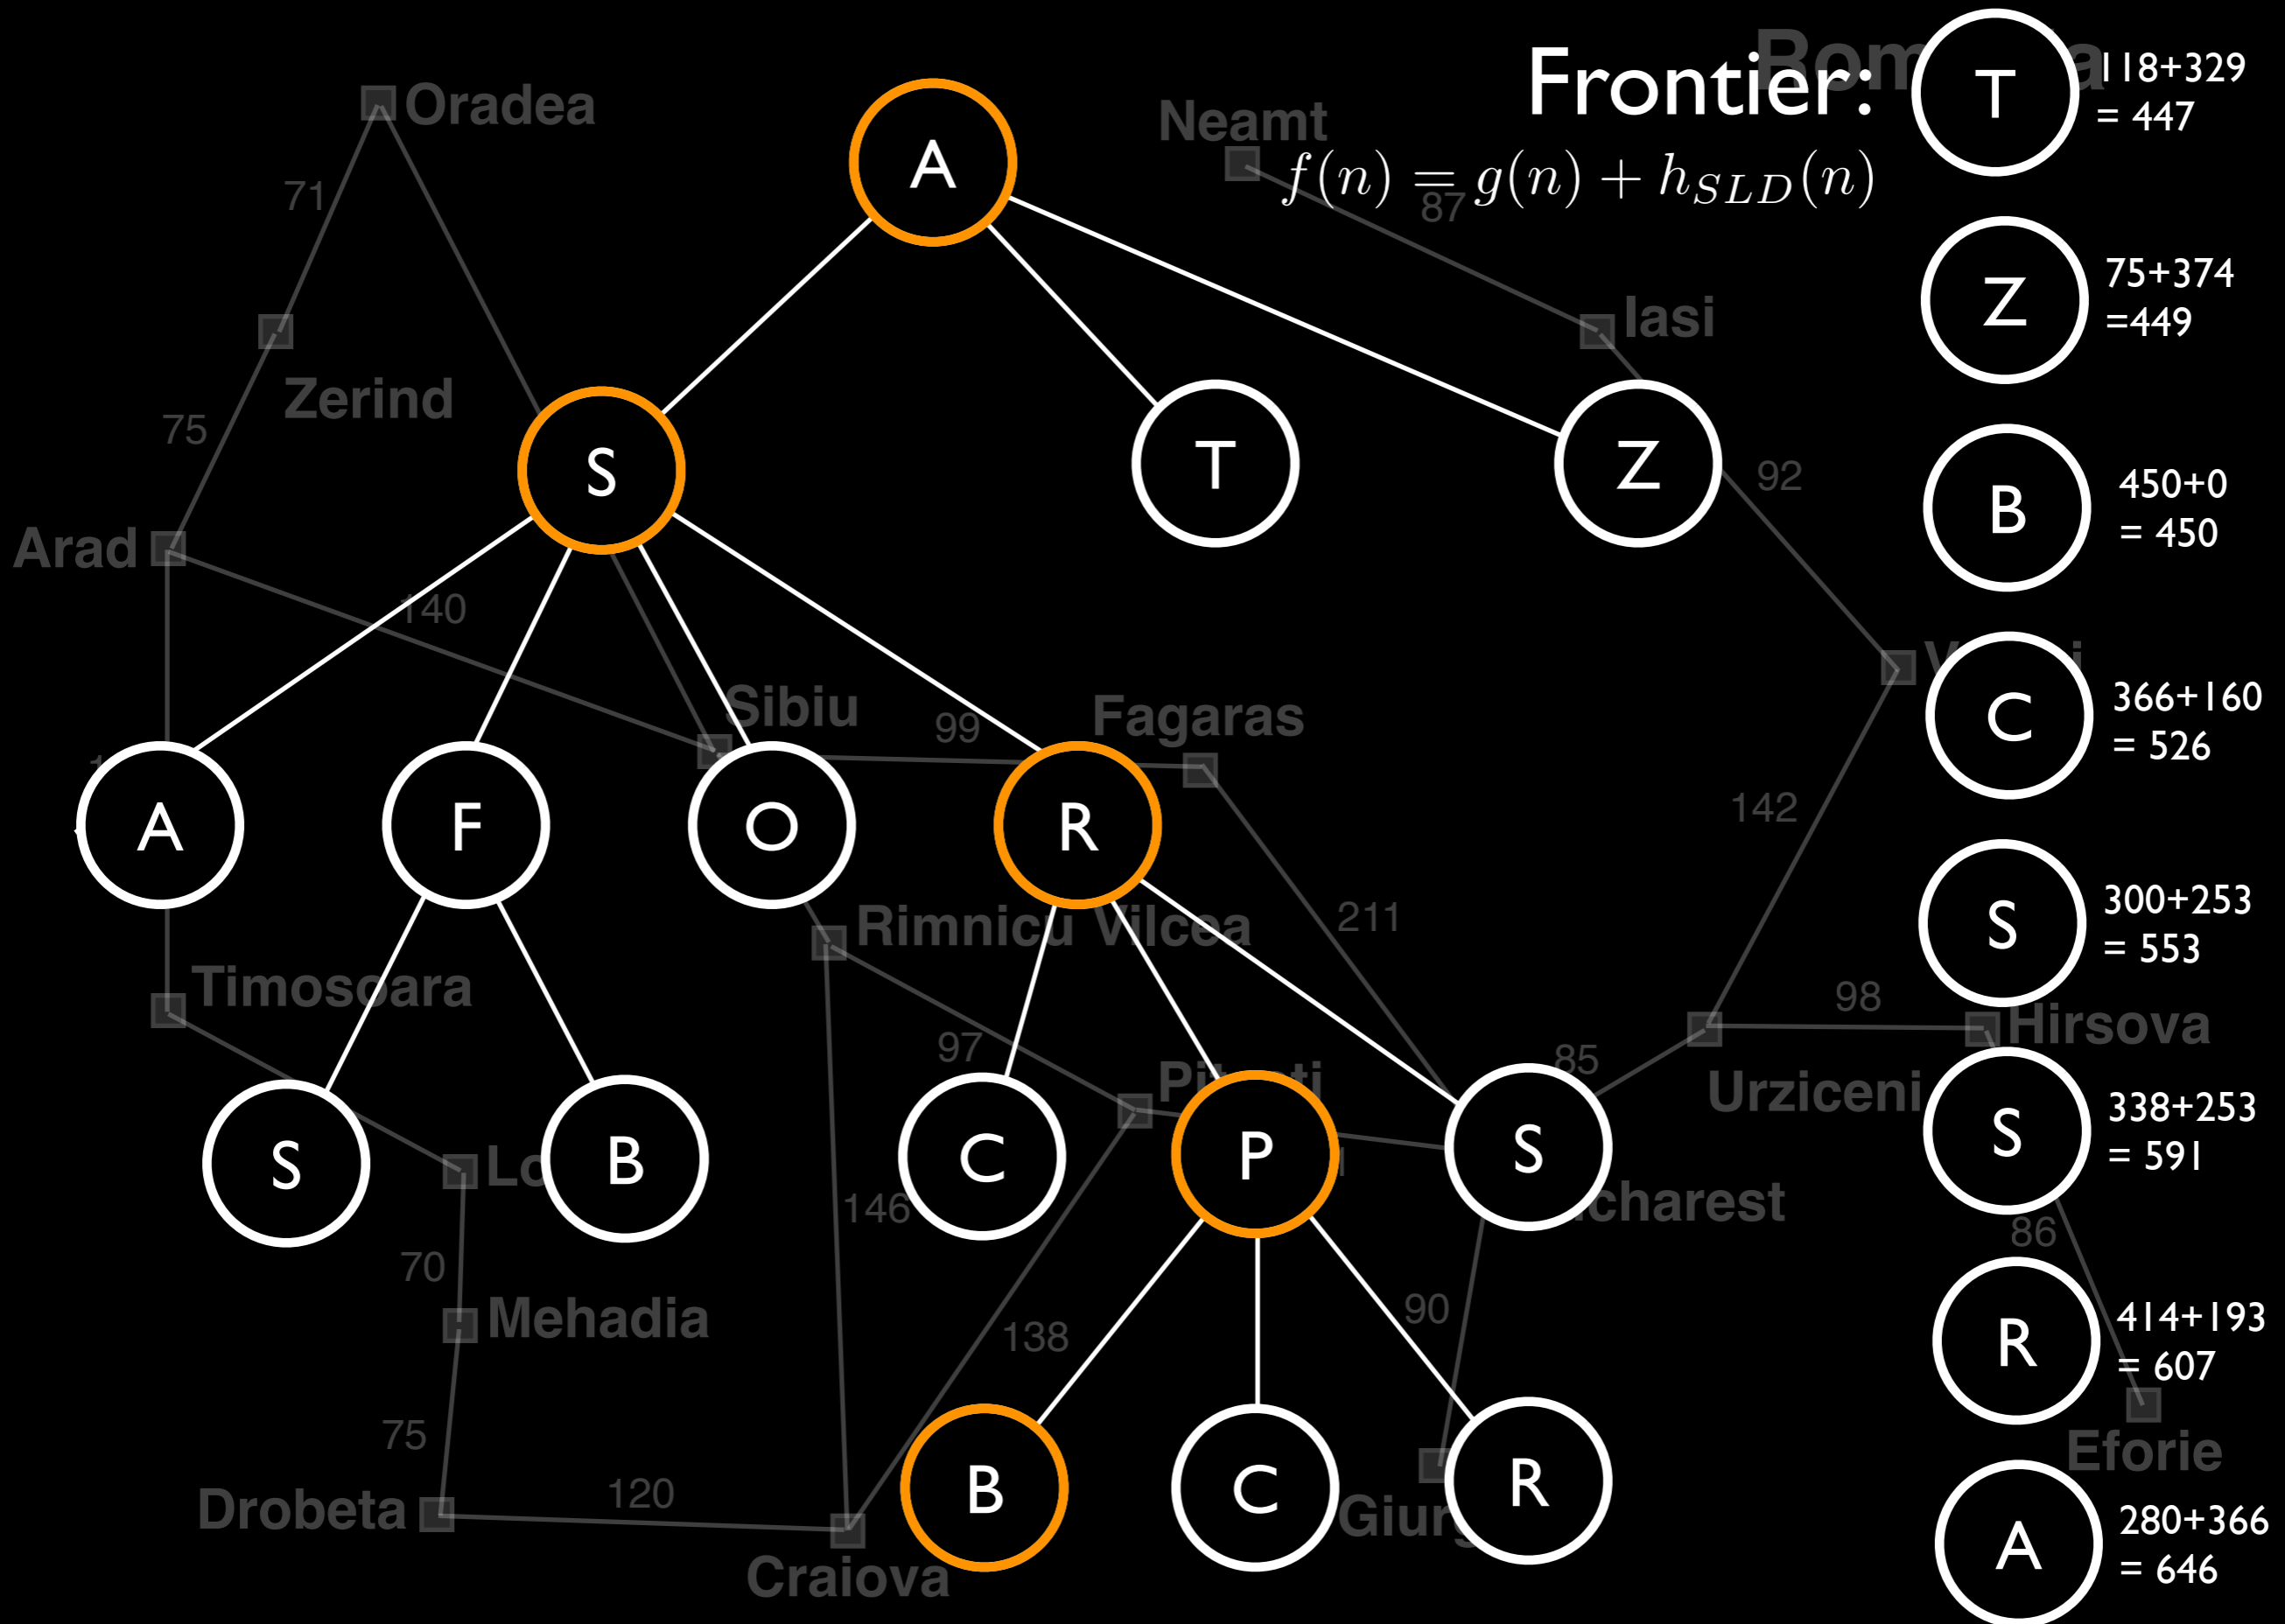 Oradea
Neamt
Frontier:
T
118+329
= 447
A
f(n) = g(n) + h_{SLD}(n)
71
87
Z
75+374
=449
Iasi
Zerind
75
S
T
Z
92
B
450+0
= 450
Arad
140
Sibiu
99
Fagaras
C
366+160
= 526
142
A
F
O
R
Rimnicu Vilcea
211
S
300+253
= 553
Timosoara
97
85
98
Hirsova
Urziceni
S
B
C
P
S
S
338+253
= 591
146
70
Mehadia
138
90
86
R
414+193
= 607
75
Drobeta
120
B
C
R
Eforie
Craiova
A
280+366
= 646